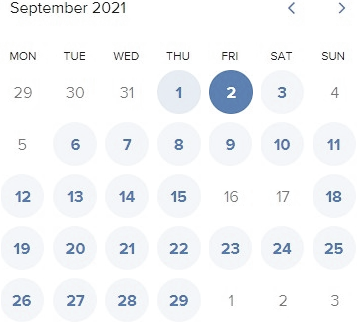 September 2021
MON TUE WED THU FRI SAT SUN
29 30 31 1 2 3 4
5 6 7 8 9 10 11
12 13 14 15 16 17 18
19 20 21 22 23 24 25
26 27 28 29 1 2 3